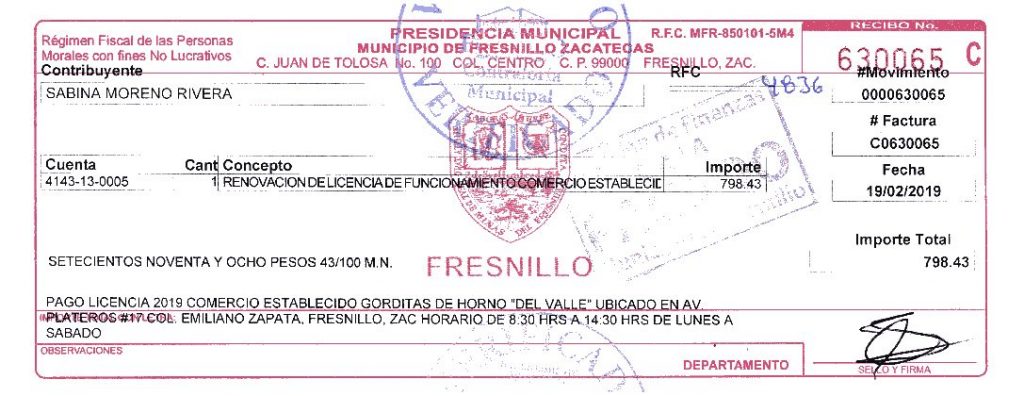 PRESIDENCIA MUNICIPAL
MUNICIPIO DE FRESNILLO ZACATECAS
R.F.C. MFR-850101-5M4
C. JUAN DE TOLOSA No. 100 COL. CENTRO C. P. 99000 FRESNILLO, ZAC.
Régimen Fiscal de las Personas
Morales con fines No Lucrativos
RECIBO No.
630065 C
Contribuyente
RFC
#Movimiento
SABINA MORENO RIVERA
4836
0000630065
Contraloría
Municipal
VERIFICADO
# Factura
C0630065
Cuenta
Cant Concepto
Importe
Fecha
4143-13-0005
1 RENOVACION DE LICENCIA DE FUNCIONAMIENTO COMERCIO ESTABLECIE
798.43
19/02/2019
Importe Total
SETECIENTOS NOVENTA Y OCHO PESOS 43/100 M.N.
FRESNILLO
798.43
PAGO LICENCIA 2019 COMERCIO ESTABLECIDO GORDITAS DE HORNO "DEL VALLE" UBICADO EN AV.
PLATEROS #17 COL. EMILIANO ZAPATA, FRESNILLO, ZAC HORARIO DE 8:30 HRS A 14:30 HRS DE LUNES A
SABADO
OBSERVACIONES
DEPARTAMENTO
SELLO Y FIRMA